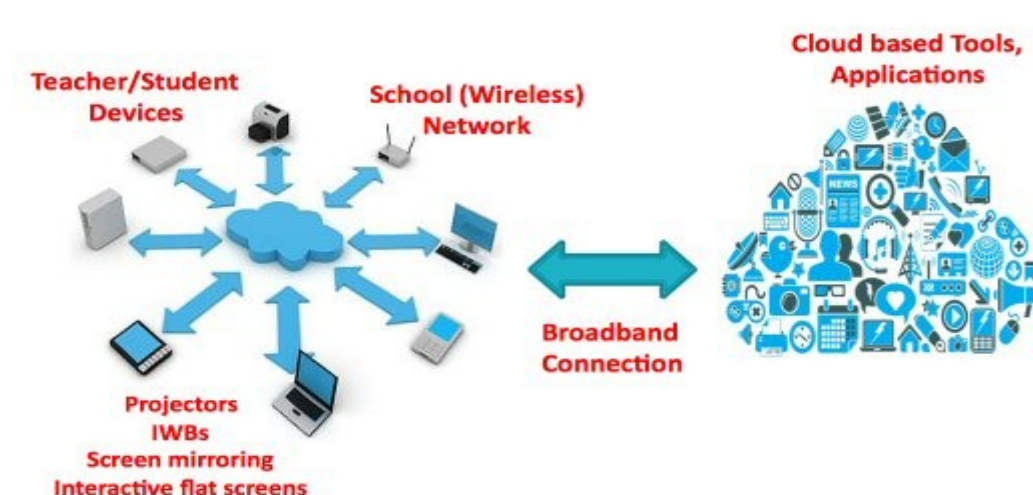 Teacher/Student
Devices
School (Wireless)
Network
Cloud based Tools,
Applications
NEWS
Broadband
Connection
Projectors
IWBs
Screen mirroring
Interactive flat screens